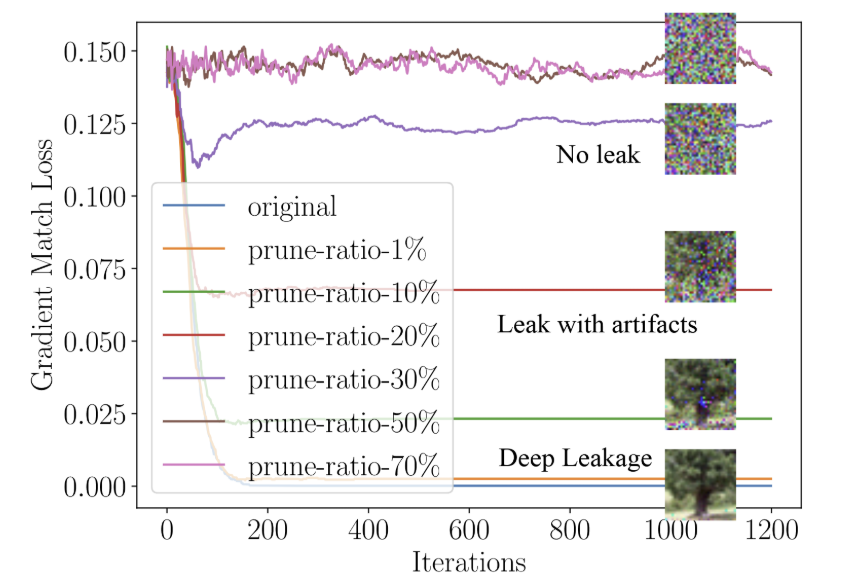 0.150
0.125
0.100
0.075
0.050
0.025
0.000
Gradient Match Loss
No leak
original
prune-ratio-1%
prune-ratio-10%
prune-ratio-20%
prune-ratio-30%
prune-ratio-50%
prune-ratio-70%
Leak with artifacts
Deep Leakage
0 200 400 600 800 1000 1200
Iterations